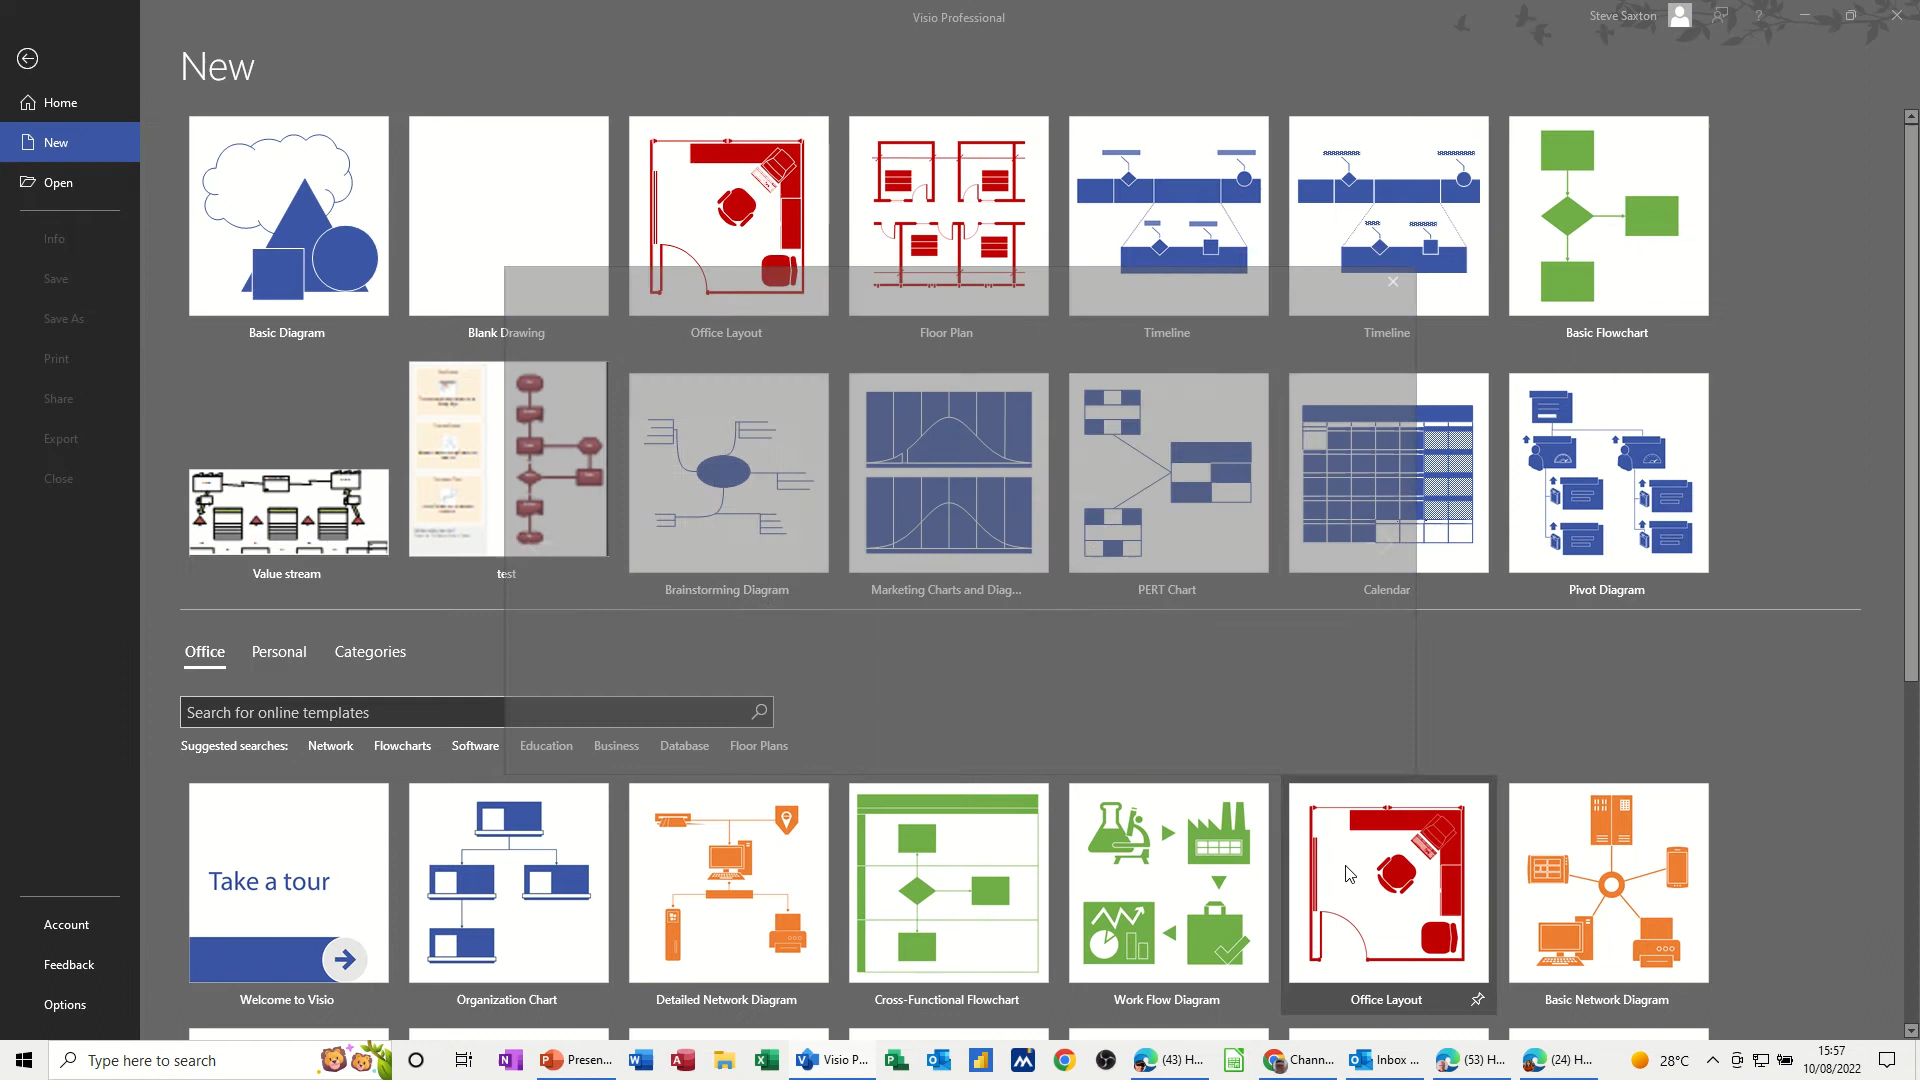 Visio Professional
Steve Saxton
New
Home
New
Open
Info
Save
Save As
Print
Share
Export
Close
Account
Feedback
Options
Basic Diagram
Blank Drawing
Office Layout
Floor Plan
Timeline
Timeline
Basic Flowchart
Value stream
test
Brainstorming Diagram
Marketing Charts and Diag...
PERT Chart
Calendar
Pivot Diagram
Office Personal Categories
Search for online templates
Suggested searches: Network Flowcharts Software Education Business Database Floor Plans
Take a tour
Welcome to Visio
Organization Chart
Detailed Network Diagram
Cross-Functional Flowchart
Work Flow Diagram
Office Layout
Basic Network Diagram
Type here to search
Presen...
Visio P...
(43) H...
Chann...
Inbox ...
(53) H...
(24) H...
28°C
15:57
10/08/2022